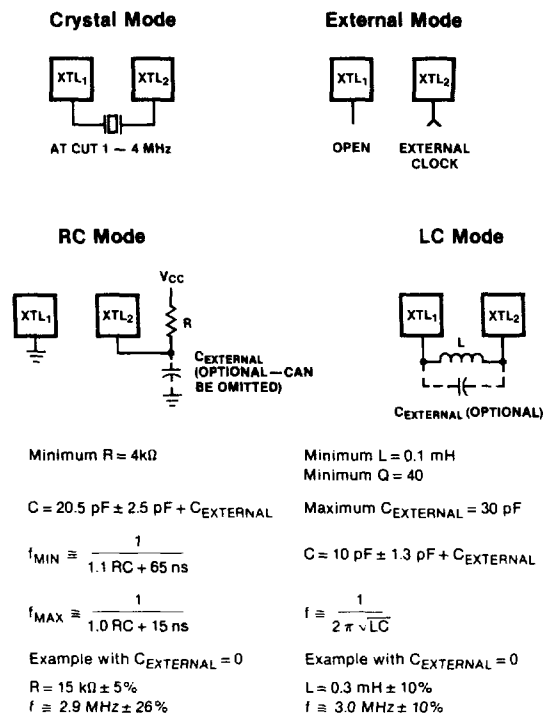 Crystal Mode
XTL₁ XTL₂
AT CUT 1 ~ 4 MHz
External Mode
XTL₁ XTL₂
OPEN
EXTERNAL
CLOCK
RC Mode
XTL₁ XTL₂
VCC
R
CEXTERNAL
(OPTIONAL—CAN
BE OMITTED)
LC Mode
XTL₁ XTL₂
L
CEXTERNAL (OPTIONAL)
Minimum R = 4kΩ
C = 20.5 pF ± 2.5 pF + CEXTERNAL
fMIN ≅ 1 / (1.1 RC + 65 ns)
fMAX ≅ 1 / (1.0 RC + 15 ns)
Example with CEXTERNAL = 0
R = 15 kΩ ± 5%
f ≅ 2.9 MHz ± 26%
Minimum L = 0.1 mH
Minimum Q = 40
Maximum CEXTERNAL = 30 pF
C = 10 pF ± 1.3 pF + CEXTERNAL
f ≅ 1 / (2 π √LC)
Example with CEXTERNAL = 0
L = 0.3 mH ± 10%
f ≅ 3.0 MHz ± 10%